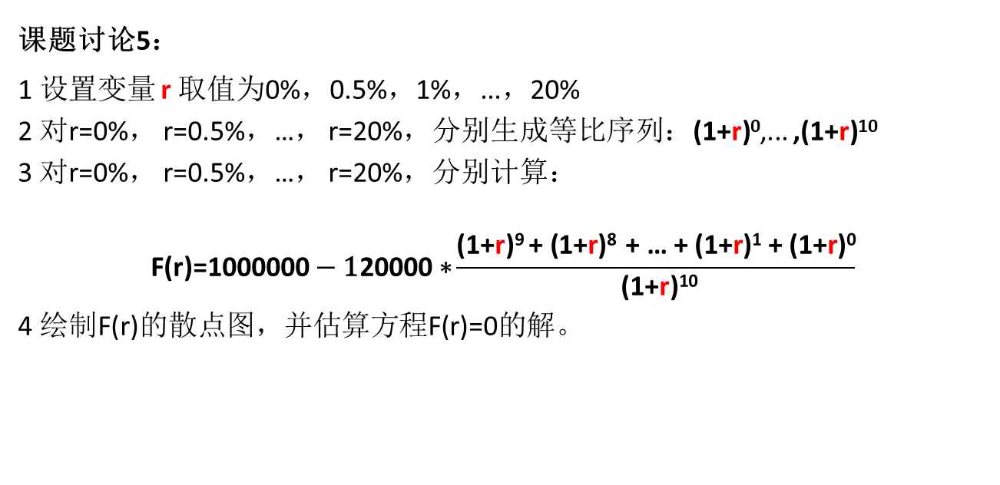 课题讨论5：
1 设置变量 r 取值为0%，0.5%，1%，…，20%
2 对r=0%， r=0.5%，…， r=20%，分别生成等比序列：(1+r)⁰,… ,(1+r)¹⁰
3 对r=0%， r=0.5%，…， r=20%，分别计算：
(1+r)⁹ + (1+r)⁸ + … + (1+r)¹ + (1+r)⁰
F(r)=1000000 − 120000 ∗
(1+r)¹⁰
4 绘制F(r)的散点图，并估算方程F(r)=0的解。